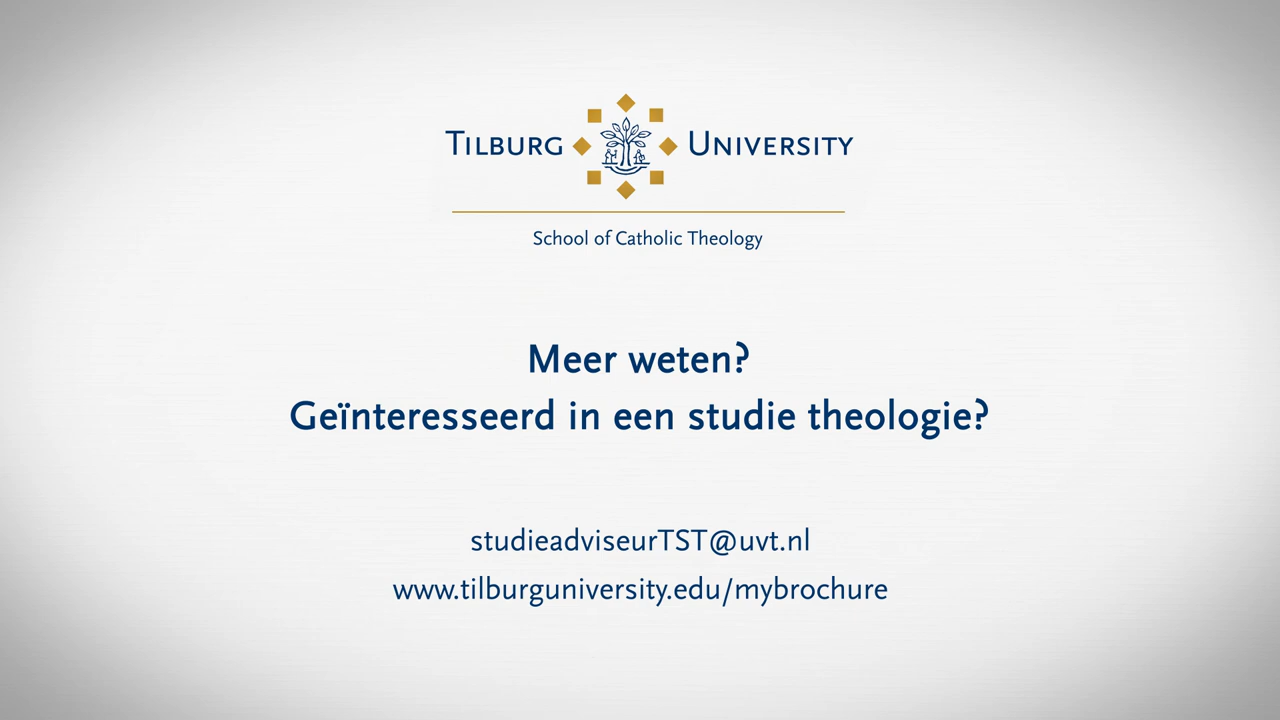 TILBURG UNIVERSITY
School of Catholic Theology
Meer weten?
Geïnteresseerd in een studie theologie?
studieadviseurTST@uvt.nl
www.tilburguniversity.edu/mybrochure